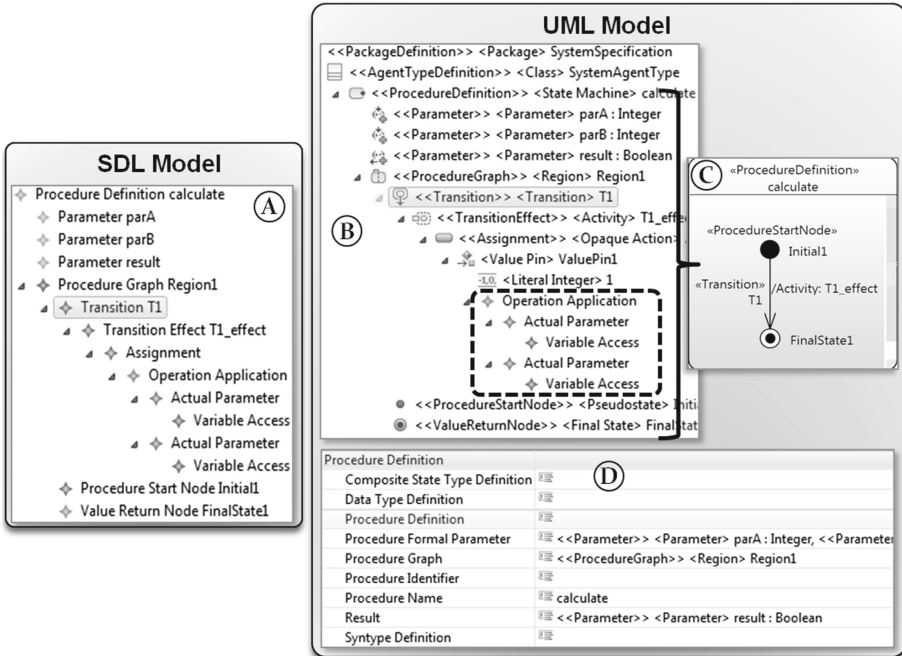 SDL Model
A
Procedure Definition calculate
Parameter parA
Parameter parB
Parameter result
Procedure Graph Region1
Transition T1
Transition Effect T1_effect
Assignment
Operation Application
Actual Parameter
Variable Access
Actual Parameter
Variable Access
Procedure Start Node Initial1
Value Return Node FinalState1
UML Model
<<PackageDefinition>> <Package> SystemSpecification
<<AgentTypeDefinition>> <Class> SystemAgentType
<<ProcedureDefinition>> <State Machine> calculate
<<Parameter>> <Parameter> parA : Integer
<<Parameter>> <Parameter> parB : Integer
<<Parameter>> <Parameter> result : Boolean
<<ProcedureGraph>> <Region> Region1
<<Transition>> <Transition> T1
B
<<TransitionEffect>> <Activity> T1_effe
<<Assignment>> <Opaque Action>
<Value Pin> ValuePin1
<Literal Integer> 1
Operation Application
Actual Parameter
Variable Access
Actual Parameter
Variable Access
<<ProcedureStartNode>> <Pseudostate> Initi
<<ValueReturnNode>> <Final State> FinalStat
C
«ProcedureDefinition»
calculate
«ProcedureStartNode»
Initial1
«Transition»
T1
/Activity: T1_effect
FinalState1
D
Procedure Definition
Composite State Type Definition
Data Type Definition
Procedure Definition
Procedure Formal Parameter <<Parameter>> <Parameter> parA : Integer, <<Parameter
Procedure Graph <<ProcedureGraph>> <Region> Region1
Procedure Identifier
Procedure Name calculate
Result <<Parameter>> <Parameter> result : Boolean
Syntype Definition